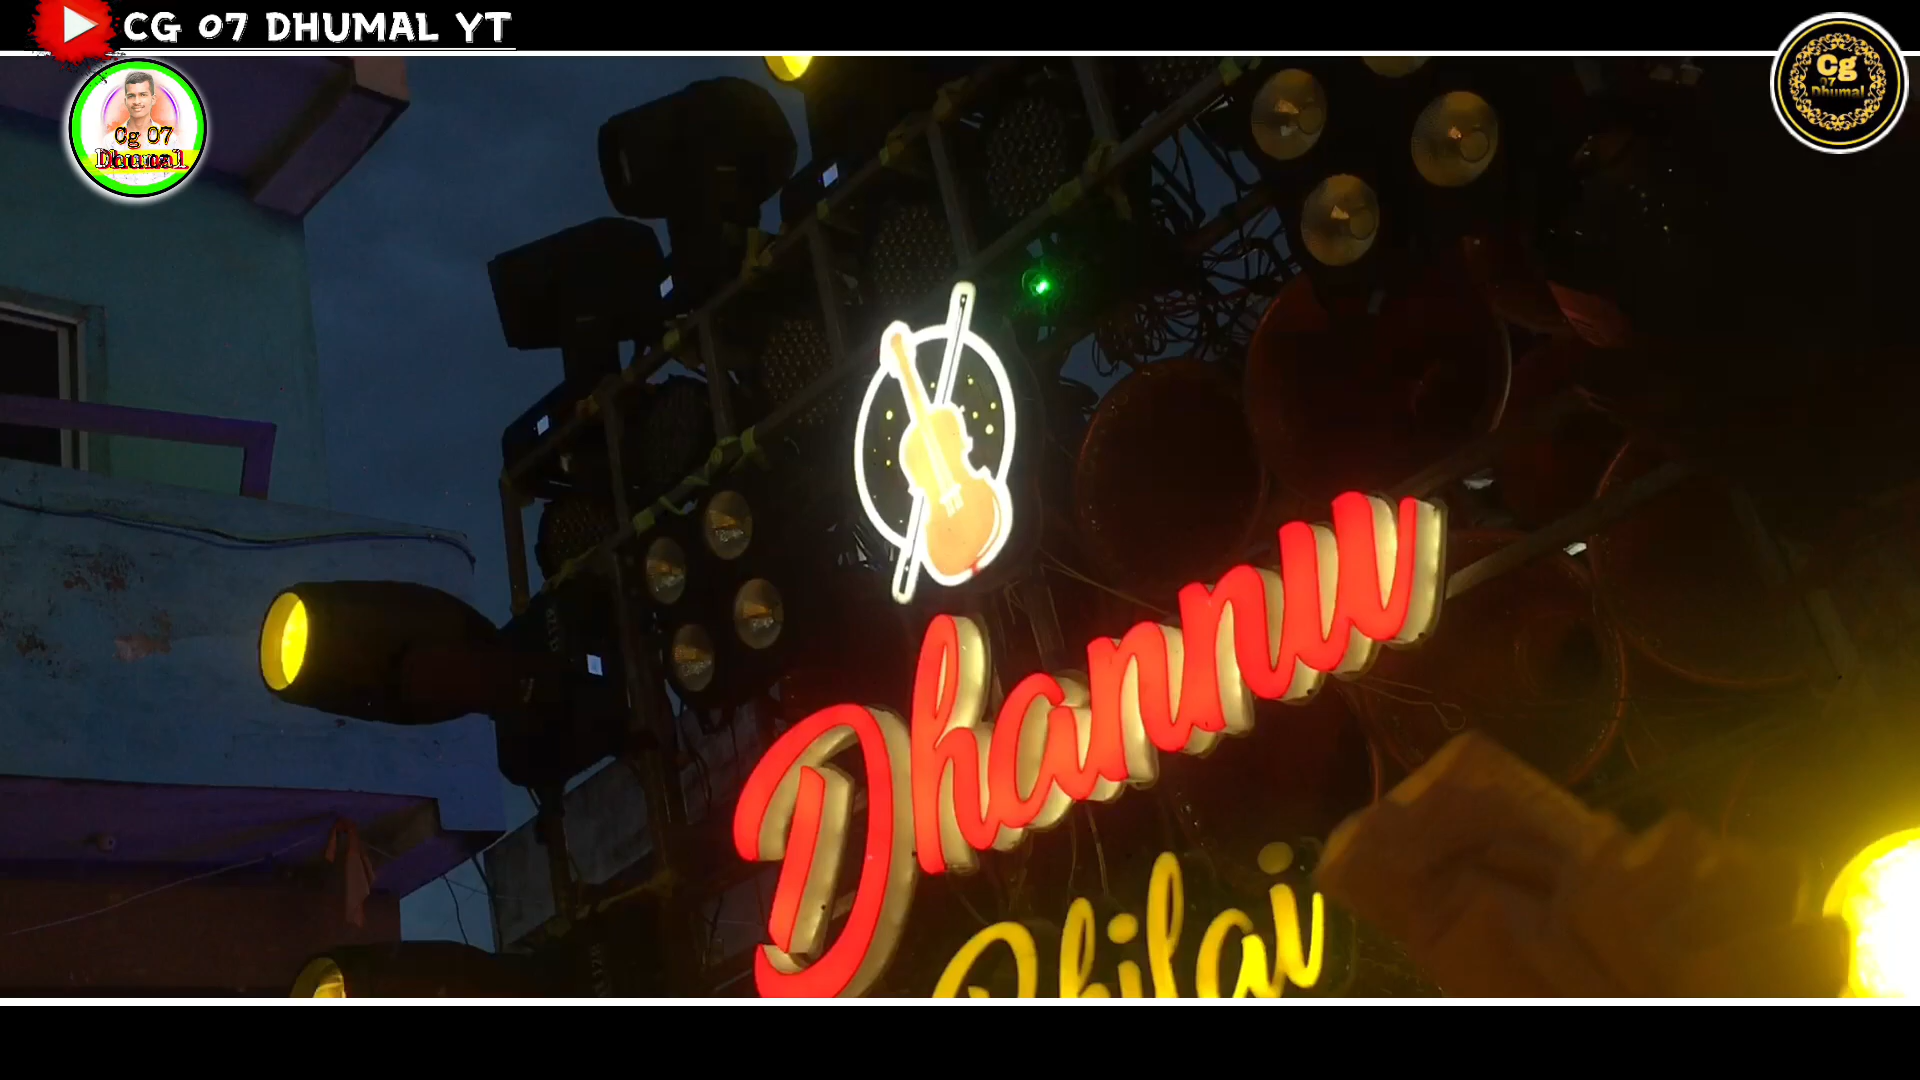 CG 07 DHUMAL YT
Cg 07
Dhumal
Cg
07
Dhumal
Dhannu
Bhilai